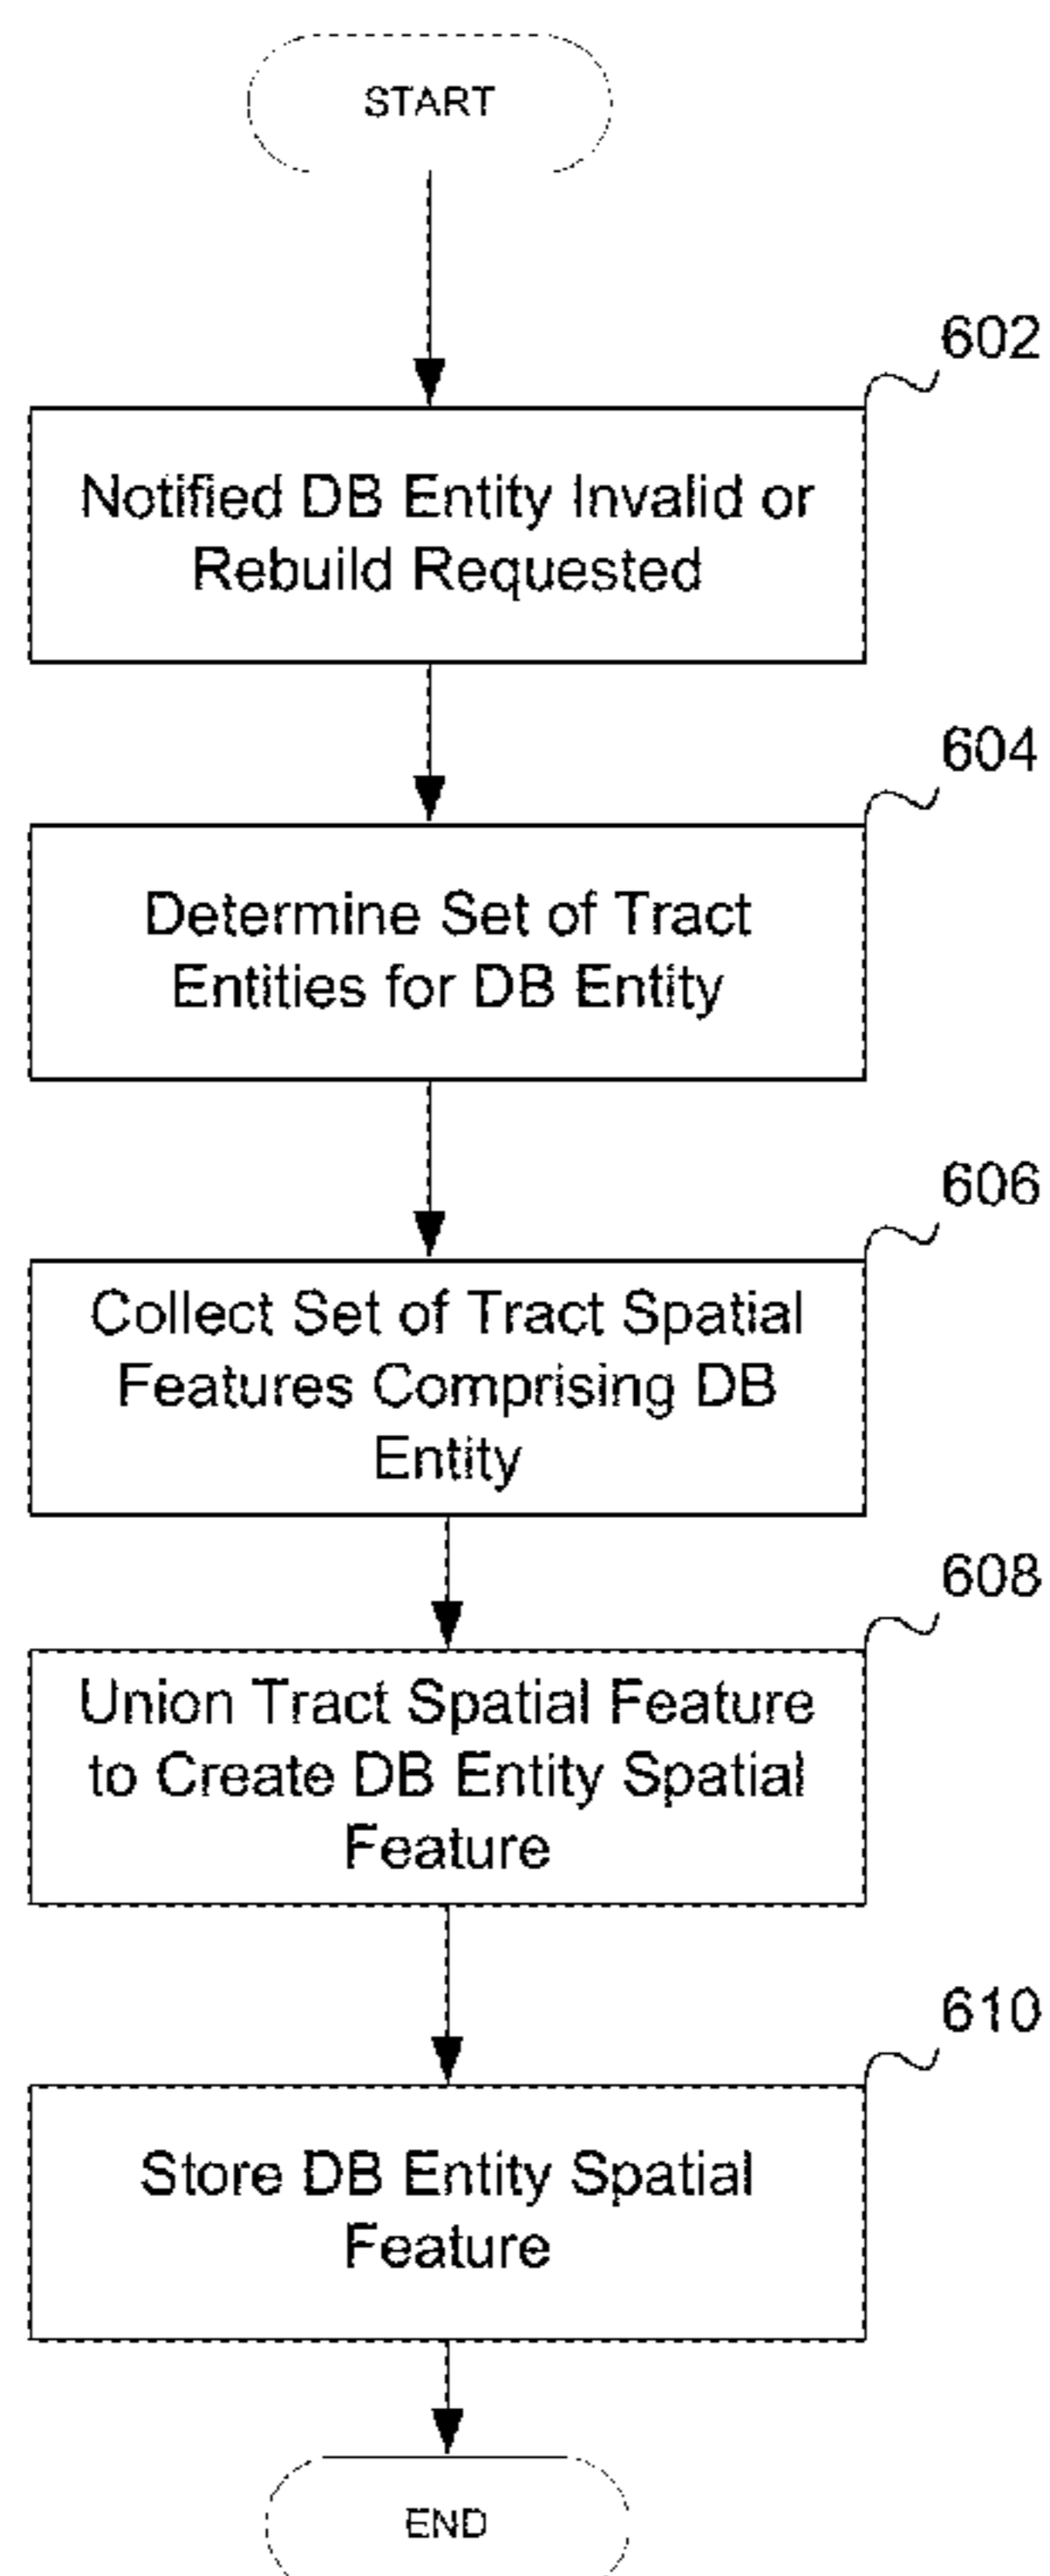 START
602
Notified DB Entity Invalid or
Rebuild Requested
604
Determine Set of Tract
Entities for DB Entity
606
Collect Set of Tract Spatial
Features Comprising DB
Entity
608
Union Tract Spatial Feature
to Create DB Entity Spatial
Feature
610
Store DB Entity Spatial
Feature
END